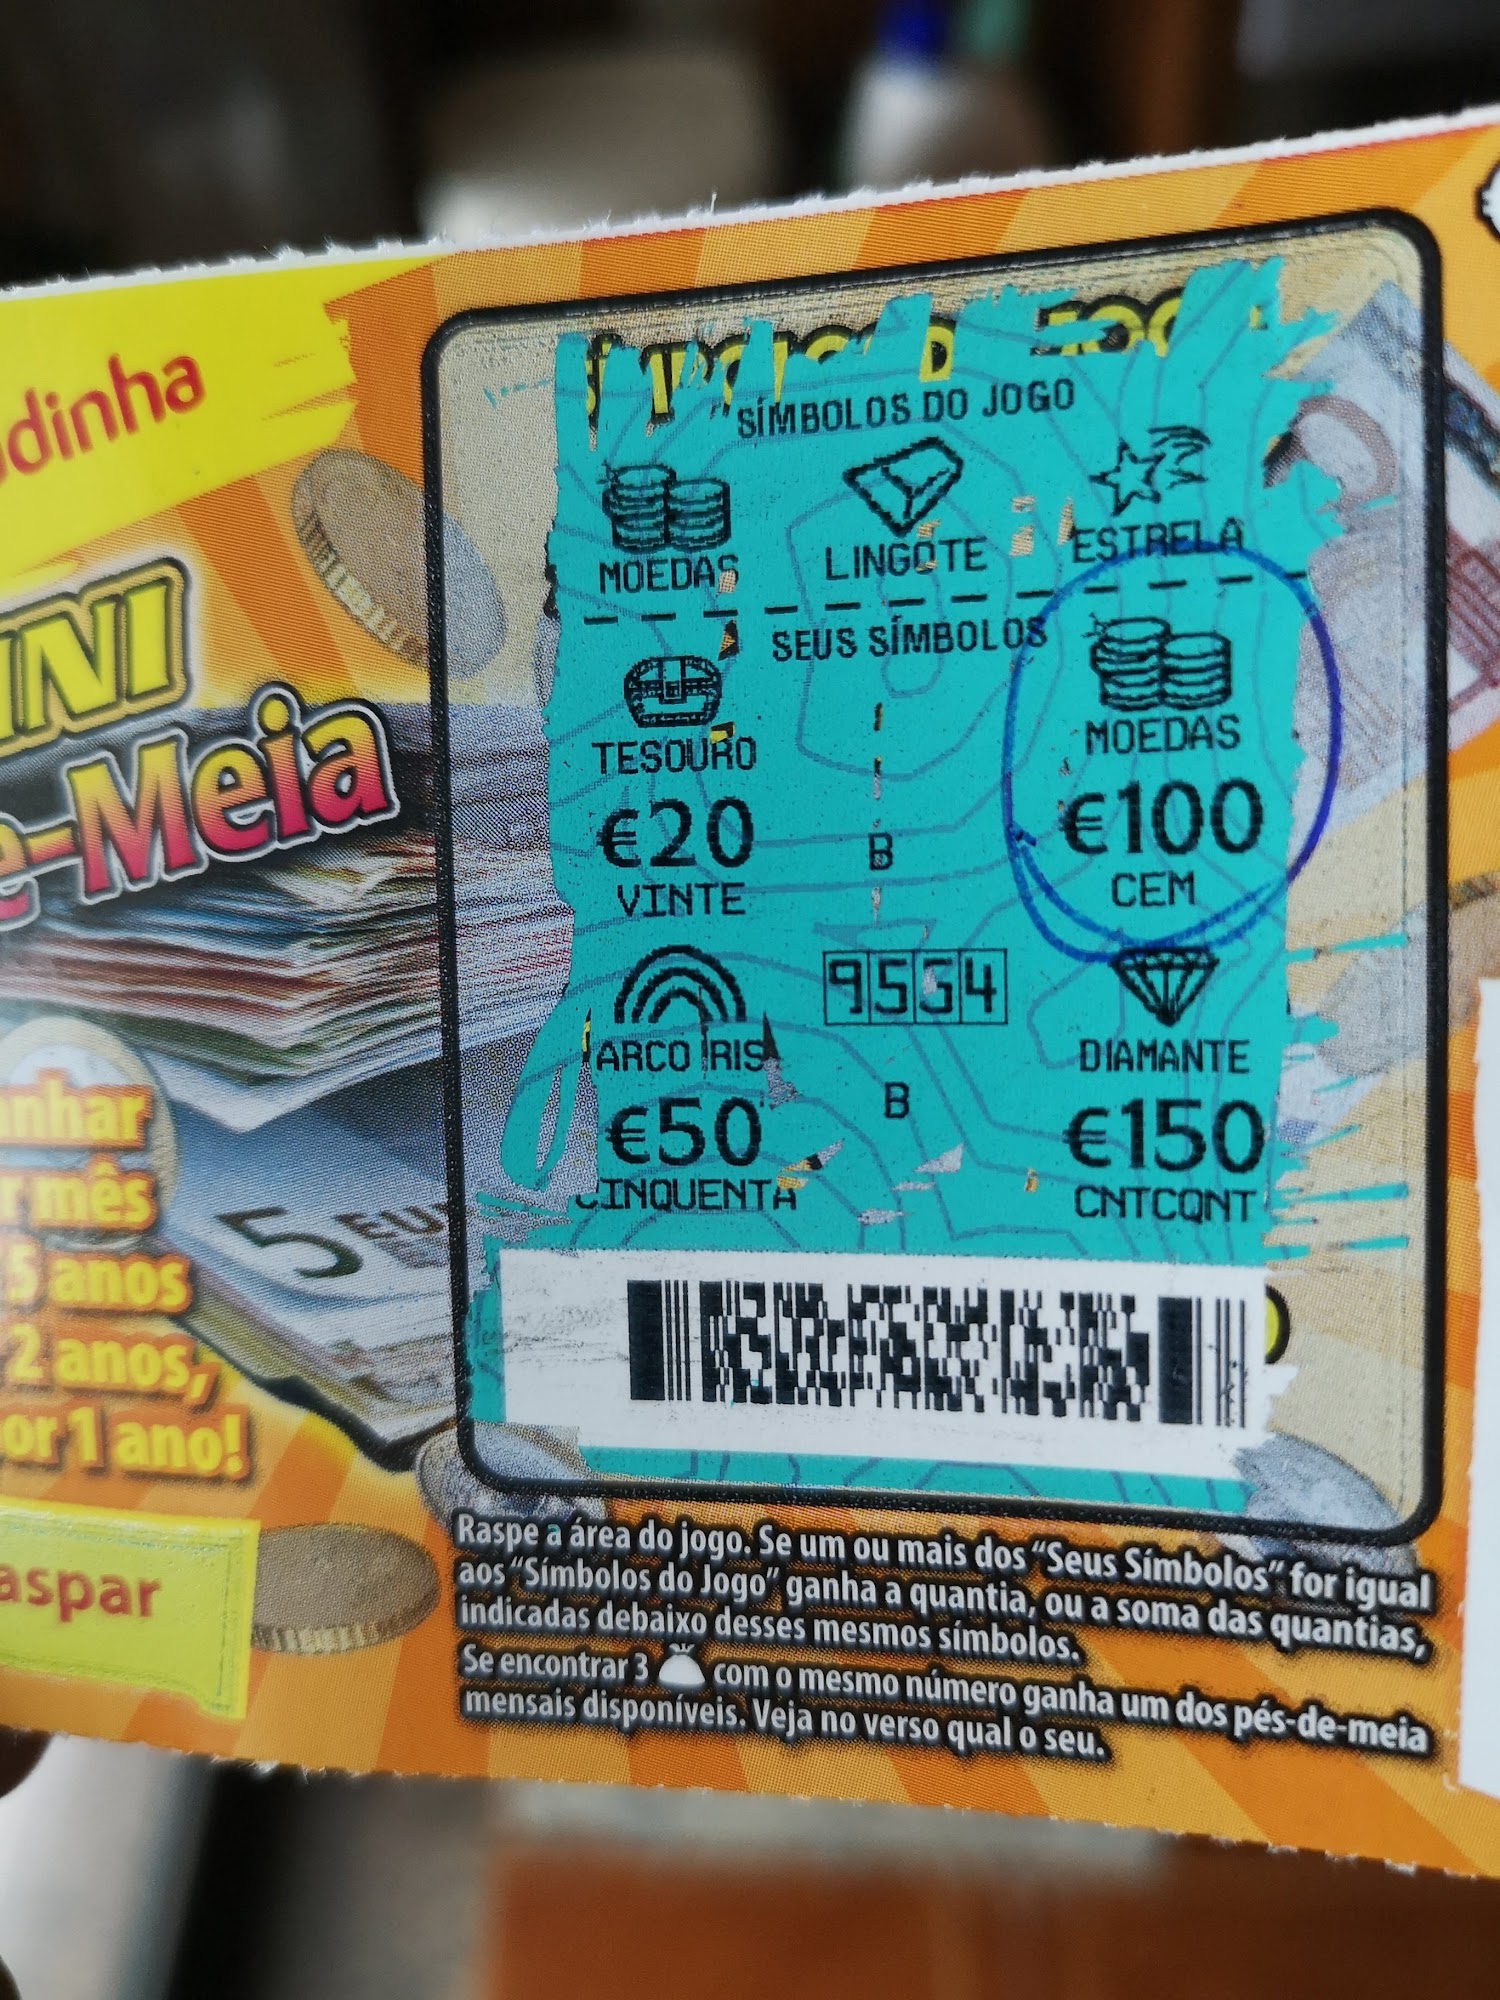 dinha
INI
e-Meia
anhar
r mês
5 anos
2 anos,
or 1 ano!
aspar
5 EU
SÍMBOLOS DO JOGO
MOEDAS
LINGOTE
ESTRELA
SEUS SÍMBOLOS
TESOURO
€20
VINTE
B
MOEDAS
€100
CEM
ARCO IRIS
€50
CINQUENTA
9534
B
DIAMANTE
€150
CNTCQNT
Raspe a área do jogo. Se um ou mais dos “Seus Símbolos” for igual
aos “Símbolos do Jogo” ganha a quantia, ou a soma das quantias,
indicadas debaixo desses mesmos símbolos.
Se encontrar 3 com o mesmo número ganha um dos pés-de-meia
mensais disponíveis. Veja no verso qual o seu.